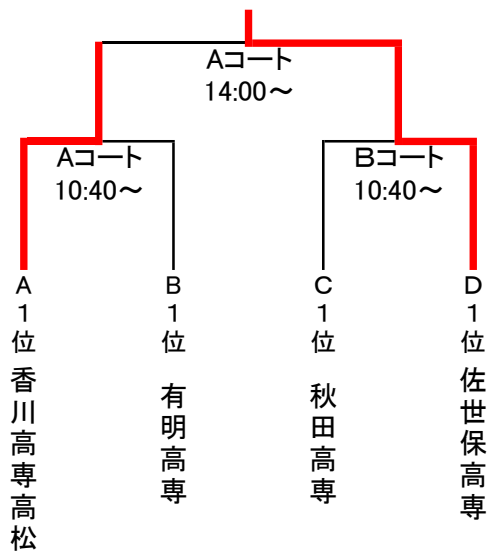 Aコート
14:00～
Aコート
10:40～
Bコート
10:40～
A1位 香川高専高松
B1位 有明高専
C1位 秋田高専
D1位 佐世保高専